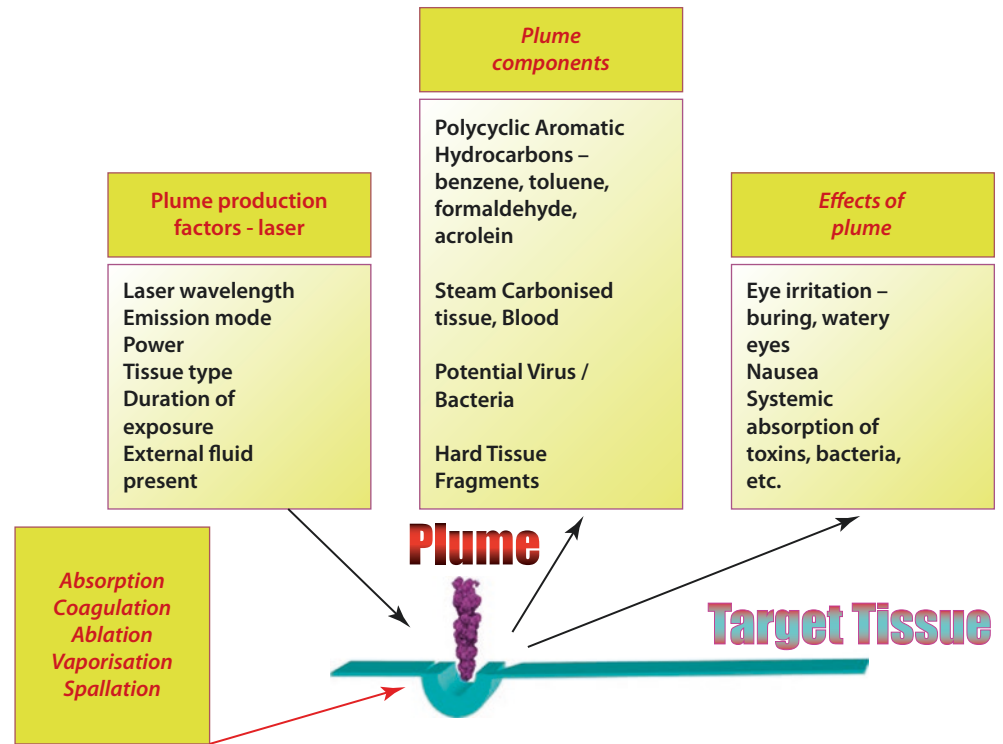 Plume
components
Polycyclic Aromatic
Hydrocarbons –
benzene, toluene,
formaldehyde,
acrolein
Steam Carbonised
tissue, Blood
Potential Virus /
Bacteria
Hard Tissue
Fragments
Plume production
factors - laser
Laser wavelength
Emission mode
Power
Tissue type
Duration of
exposure
External fluid
present
Effects of
plume
Eye irritation –
buring, watery
eyes
Nausea
Systemic
absorption of
toxins, bacteria,
etc.
Absorption
Coagulation
Ablation
Vaporisation
Spallation
Plume
Target Tissue